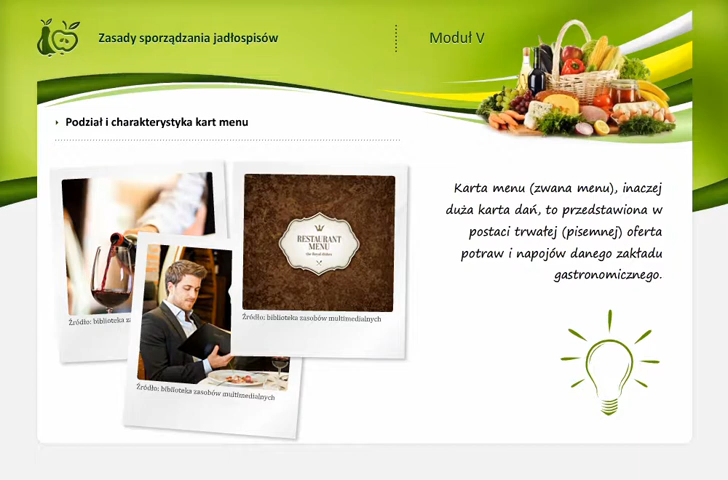 Zasady sporządzania jadłospisów
Moduł V
Podział i charakterystyka kart menu
Karta menu (zwana menu), inaczej
duża karta dań, to przedstawiona w
postaci trwałej (pisemnej) oferta
potraw i napojów danego zakładu
gastronomicznego.
RESTAURANT
MENU
Źródło: biblioteka
Źródło: biblioteka zasobów multimedialnych
Źródło: biblioteka zasobów multimedialnych